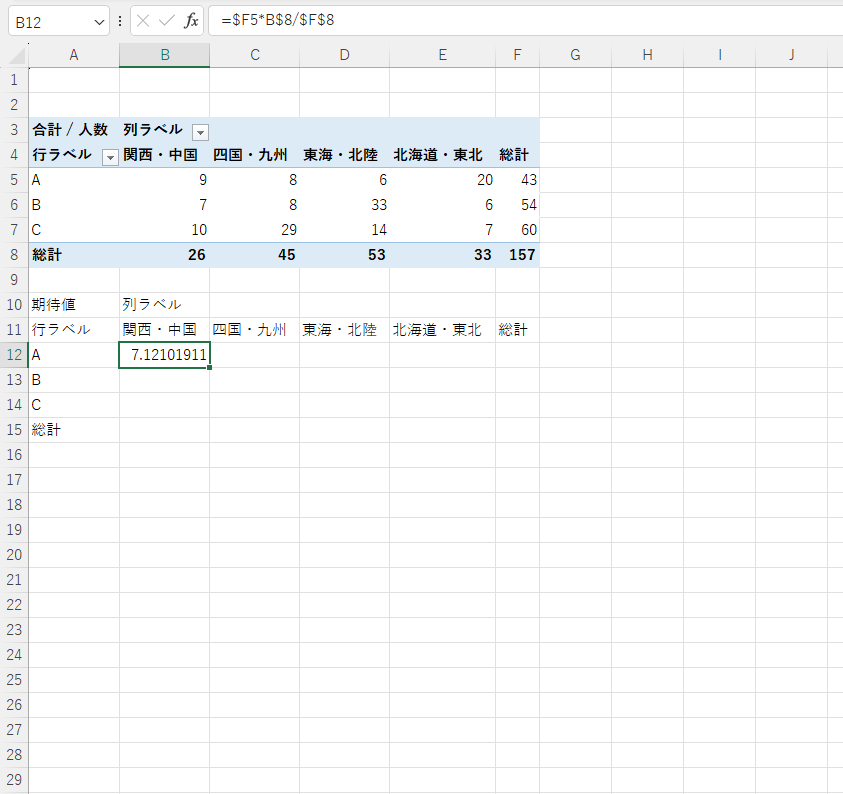 B12 fx =$F5*B$8/$F$8
A B C D E F G H I J
1
2
3 合計 / 人数 列ラベル
4 行ラベル 関西・中国 四国・九州 東海・北陸 北海道・東北 総計
5 A 9 8 6 20 43
6 B 7 8 33 6 54
7 C 10 29 14 7 60
8 総計 26 45 53 33 157
9
10 期待値 列ラベル
11 行ラベル 関西・中国 四国・九州 東海・北陸 北海道・東北 総計
12 A 7.12101911
13 B
14 C
15 総計
16
17
18
19
20
21
22
23
24
25
26
27
28
29